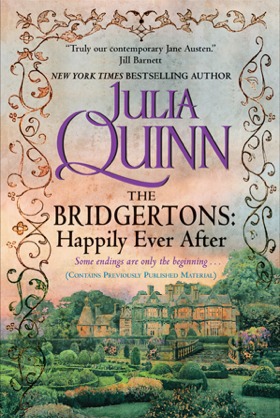 "Truly our contemporary Jane Austen."
Jill Barnett
NEW YORK TIMES BESTSELLING AUTHOR
JULIA
QUINN
THE
BRIDGERTONS:
Happily Ever After
Some endings are only the beginning . . .
(CONTAINS PREVIOUSLY PUBLISHED MATERIAL)